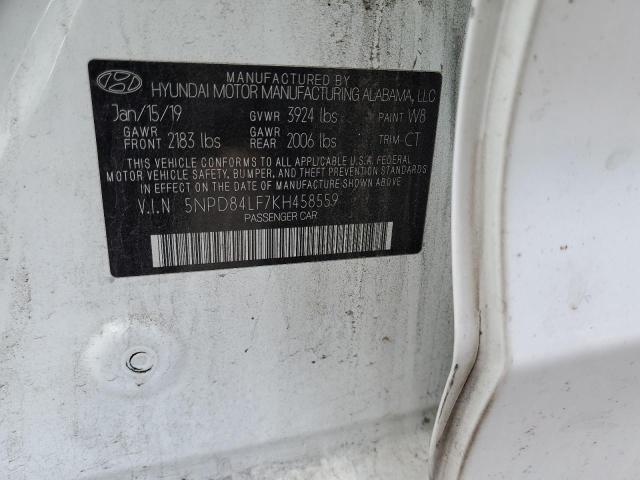 MANUFACTURED BY
HYUNDAI MOTOR MANUFACTURING ALABAMA, LLC
Jan/15/19 GVWR 3924 lbs PAINT W8
GAWR FRONT 2183 lbs GAWR REAR 2006 lbs TRIM CT
THIS VEHICLE CONFORMS TO ALL APPLICABLE U.S.A. FEDERAL
MOTOR VEHICLE SAFETY, BUMPER, AND THEFT PREVENTION STANDARDS
IN EFFECT ON THE DATE OF MANUFACTURE SHOWN ABOVE.
V.I.N 5NPD84LF7KH458559
PASSENGER CAR